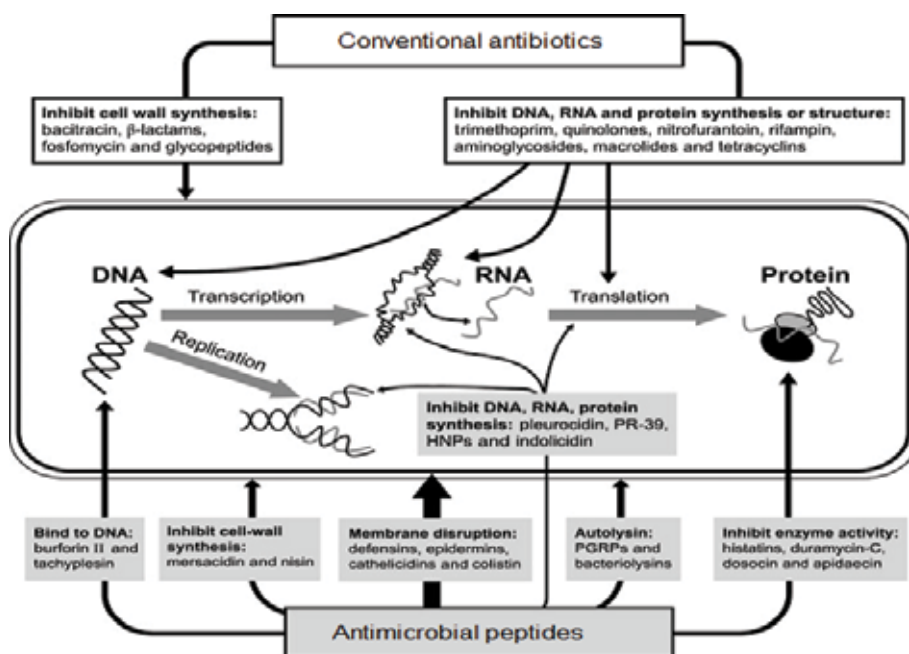 Conventional antibiotics
Inhibit cell wall synthesis:
bacitracin, β-lactams,
fosfomycin and glycopeptides
Inhibit DNA, RNA and protein synthesis or structure:
trimethoprim, quinolones, nitrofurantoin, rifampin,
aminoglycosides, macrolides and tetracyclins
DNA
RNA
Protein
Transcription
Translation
Replication
Inhibit DNA, RNA, protein
synthesis: pleurocidin, PR-39,
HNPs and indolicidin
Bind to DNA:
burforin II and
tachyplesin
Inhibit cell-wall
synthesis:
mersacidin and nisin
Membrane disruption:
defensins, epidermins,
cathelicidins and colistin
Autolysin:
PGRPs and
bacteriolysins
Inhibit enzyme activity:
histatins, duramycin-C,
dosocin and apidaecin
Antimicrobial peptides